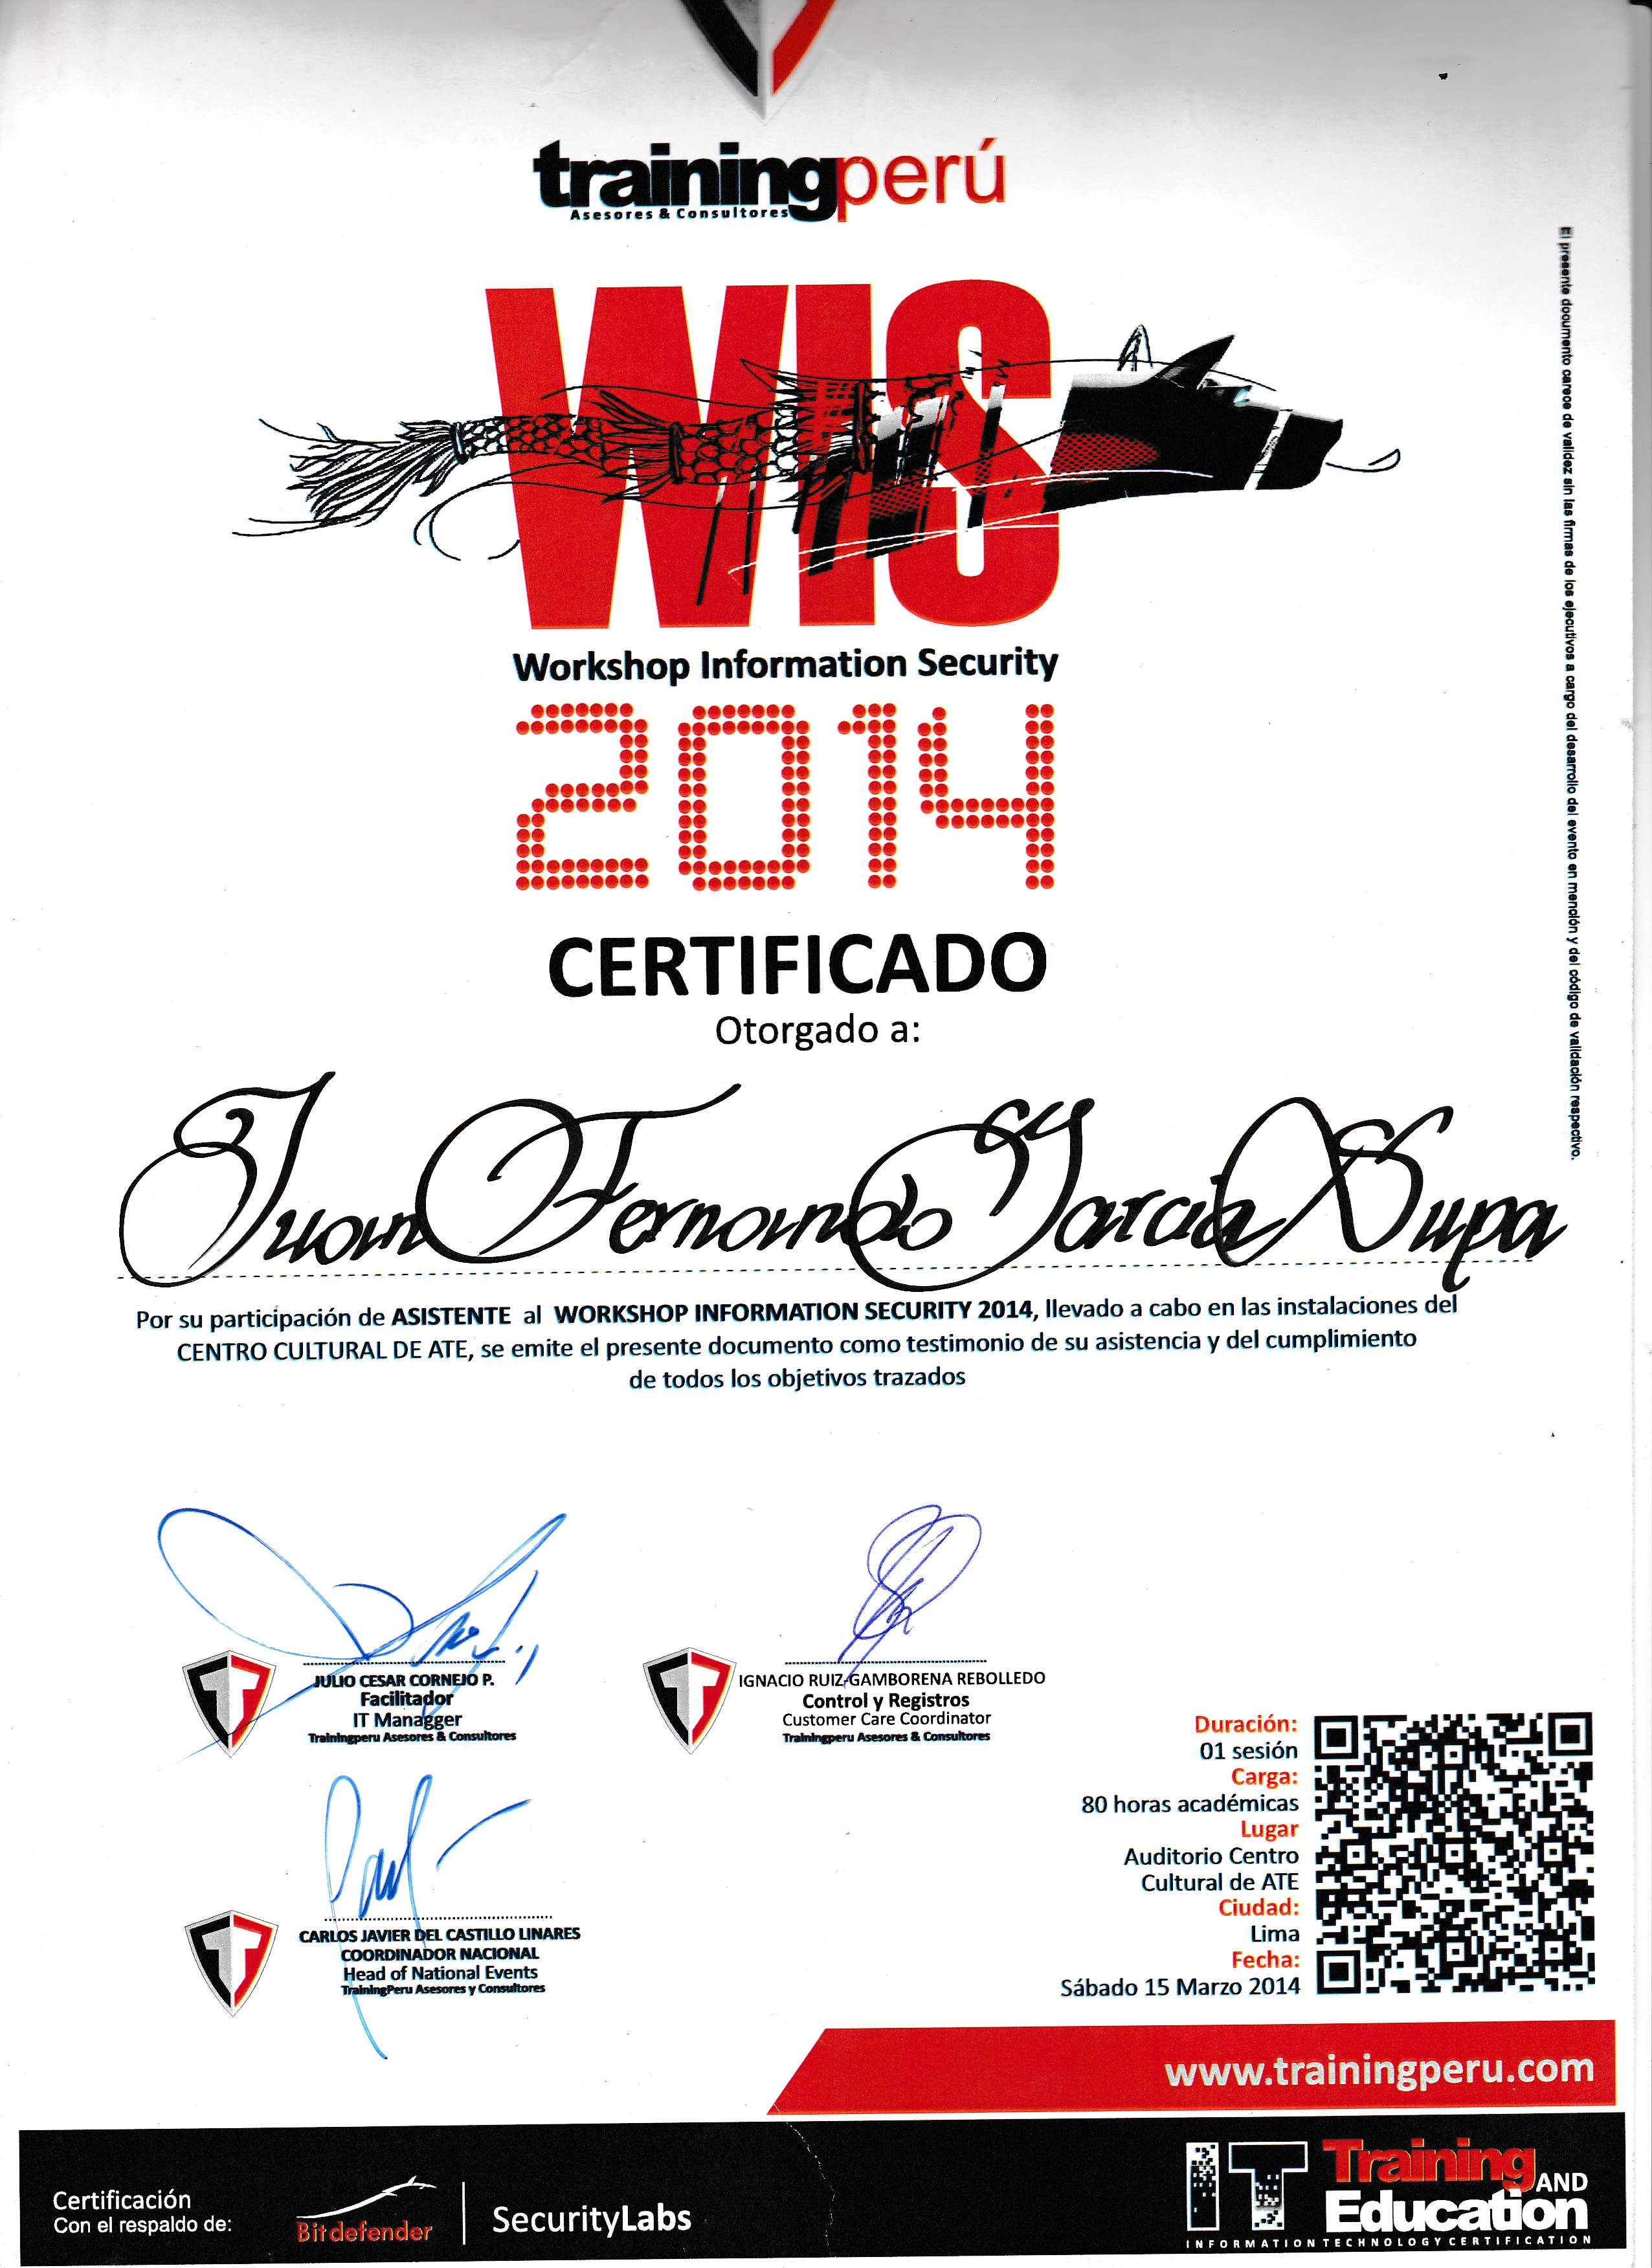 trainingperú
Asesores & Consultores
WIS
Workshop Information Security
2014
CERTIFICADO
Otorgado a:
Juan Fernando Garcia Supa
Por su participación de ASISTENTE al WORKSHOP INFORMATION SECURITY 2014, llevado a cabo en las instalaciones del
CENTRO CULTURAL DE ATE, se emite el presente documento como testimonio de su asistencia y del cumplimiento
de todos los objetivos trazados
El presente documento carece de validez sin las firmas de los ejecutivos a cargo del desarrollo del evento en mención y del código de validación respectivo.
JULIO CESAR CORNEJO P.
Facilitador
IT Managger
Trainingperu Asesores & Consultores
IGNACIO RUIZ-GAMBORENA REBOLLEDO
Control y Registros
Customer Care Coordinator
Trainingperu Asesores & Consultores
CARLOS JAVIER DEL CASTILLO LINARES
COORDINADOR NACIONAL
Head of National Events
TrainingPeru Asesores y Consultores
Duración:
01 sesión
Carga:
80 horas académicas
Lugar
Auditorio Centro
Cultural de ATE
Ciudad:
Lima
Fecha:
Sábado 15 Marzo 2014
www.trainingperu.com
Certificación
Con el respaldo de:
Bitdefender
SecurityLabs
IT Training AND
Education
INFORMATION TECHNOLOGY CERTIFICATION